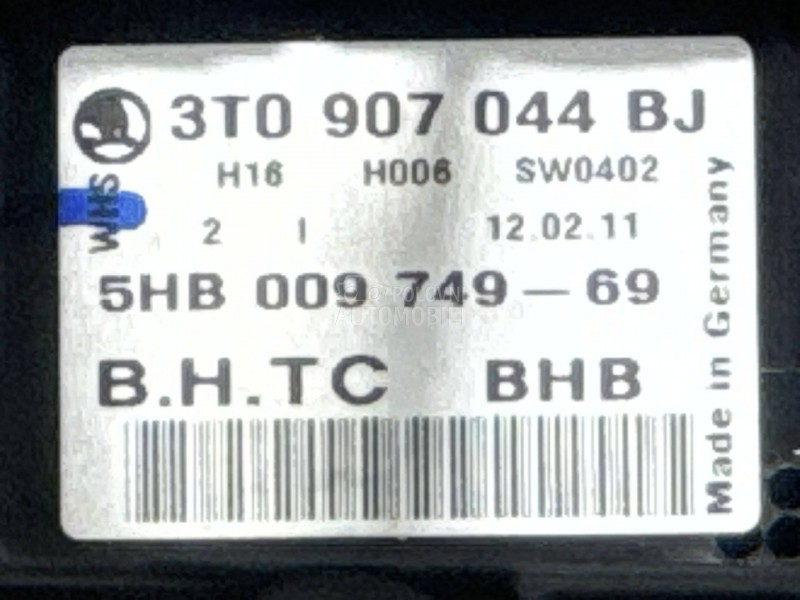 3T0 907 044 BJ
H16 H006 SW0402
WHS
2 I 12.02.11
5HB 009 749-69
B.H.TC BHB
Made in Germany